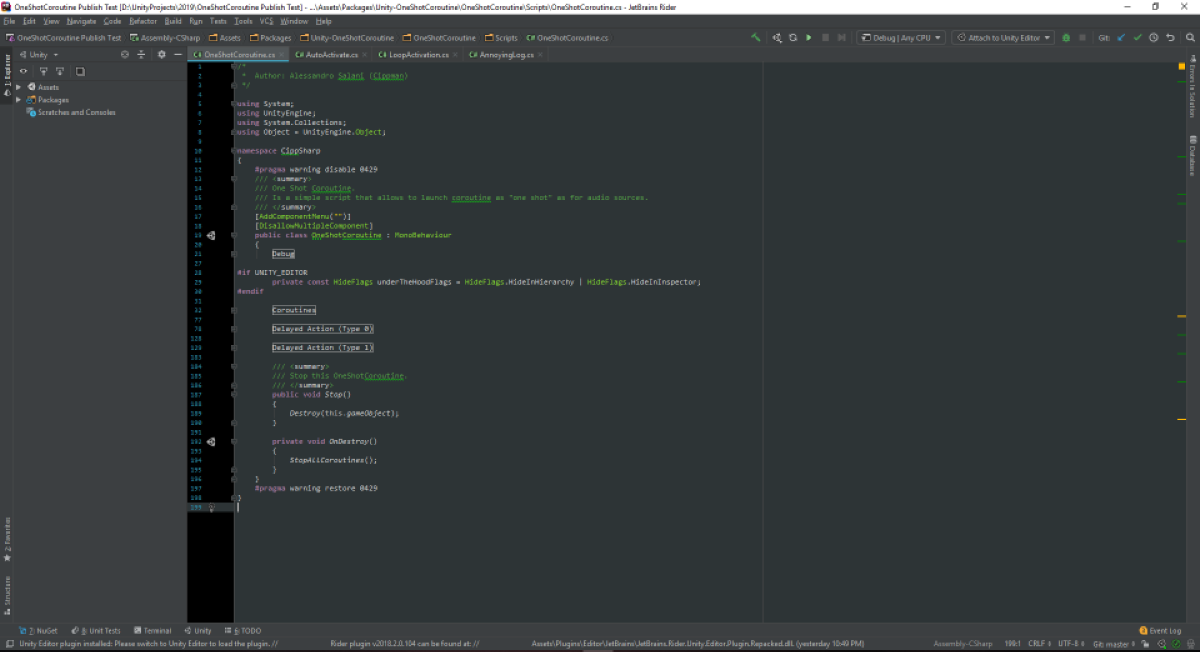 OneShotCoroutine Publish Test [D:\UnityProjects\2019\OneShotCoroutine Publish Test] - ...\Assets\Packages\Unity-OneShotCoroutine\OneShotCoroutine\Scripts\OneShotCoroutine.cs - JetBrains Rider
File Edit View Navigate Code Refactor Build Run Tests Tools VCS Window Help
OneShotCoroutine Publish Test Assembly-CSharp Assets Packages Unity-OneShotCoroutine OneShotCoroutine Scripts C# OneShotCoroutine.cs Debug | Any CPU Attach to Unity Editor Git:
Unity C# OneShotCoroutine.cs C# AutoActivate.cs C# LoopActivation.cs C# AnnoyingLog.cs
1: Explorer
Assets
Packages
Scratches and Consoles
Errors In Solution
Database
1 /*
2 * Author: Alessandro Salani (Cippman)
3 */
4
5 using System;
6 using UnityEngine;
7 using System.Collections;
8 using Object = UnityEngine.Object;
9
10 namespace CippSharp
11 {
12 #pragma warning disable 0429
13 /// <summary>
14 /// One Shot Coroutine.
15 /// Is a simple script that allows to launch coroutine as "one shot" as for audio sources.
16 /// </summary>
17 [AddComponentMenu("")]
18 [DisallowMultipleComponent]
19 public class OneShotCoroutine : MonoBehaviour
20 {
21 Debug
27
28 #if UNITY_EDITOR
29 private const HideFlags underTheHoodFlags = HideFlags.HideInHierarchy | HideFlags.HideInInspector;
30 #endif
31
32 Coroutines
77
78 Delayed Action (Type 0)
128
129 Delayed Action (Type 1)
183
184 /// <summary>
185 /// Stop this OneShotCoroutine.
186 /// </summary>
187 public void Stop()
188 {
189 Destroy(this.gameObject);
190 }
191
192 private void OnDestroy()
193 {
194 StopAllCoroutines();
195 }
196 }
197 #pragma warning restore 0429
198 }
199
2: Favorites
Structure
7: NuGet 8: Unit Tests Terminal Unity 6: TODO Event Log
Unity Editor plugin installed: Please switch to Unity Editor to load the plugin. // Rider plugin v2018.2.0.104 can be found at: // Assets\Plugins\Editor\JetBrains\JetBrains.Rider.Unity.Editor.Plugin.Repacked.dll. (yesterday 10:49 PM) Assembly-CSharp 199:1 CRLF UTF-8 Git: master